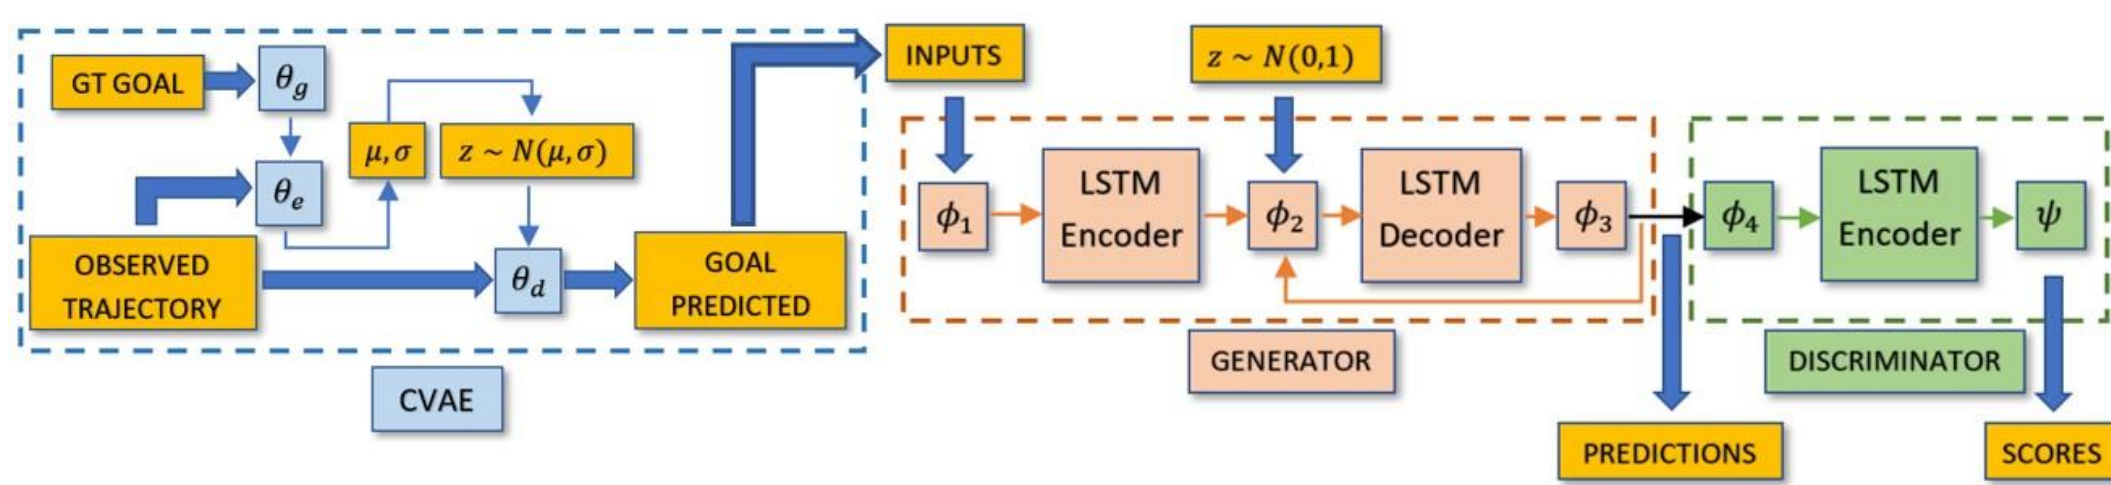 GT GOAL
θg
θe
μ, σ
z ~ N(μ, σ)
OBSERVED
TRAJECTORY
θd
GOAL
PREDICTED
CVAE
INPUTS
z ~ N(0,1)
ϕ1
LSTM
Encoder
ϕ2
LSTM
Decoder
ϕ3
GENERATOR
ϕ4
LSTM
Encoder
ψ
DISCRIMINATOR
PREDICTIONS
SCORES